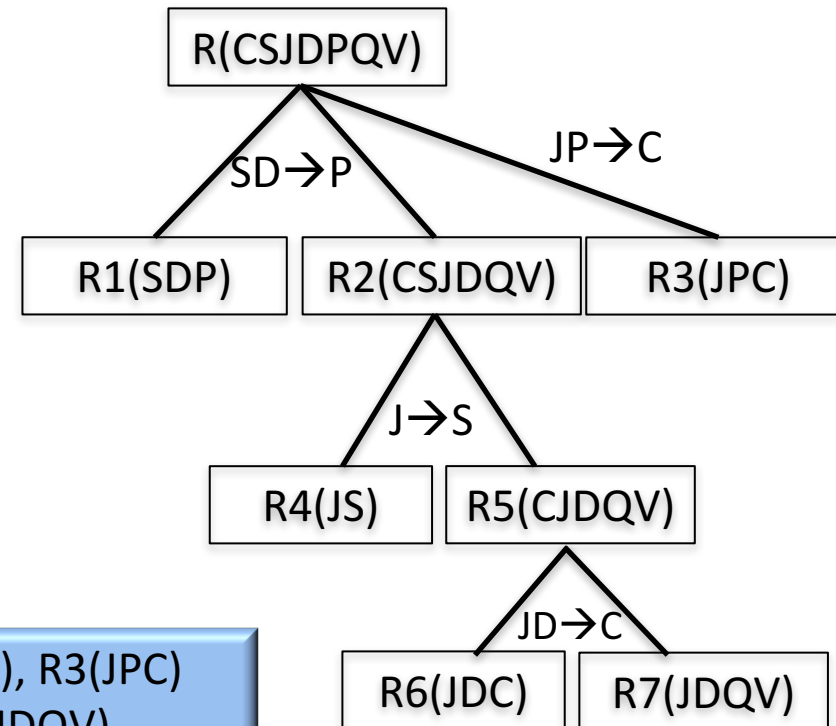 R(CSJDPQV)
JP→C
SD→P
R1(SDP) R2(CSJDQV) R3(JPC)
J→S
R4(JS) R5(CJDQV)
JD→C
), R3(JPC)
R6(JDC) R7(JDQV)